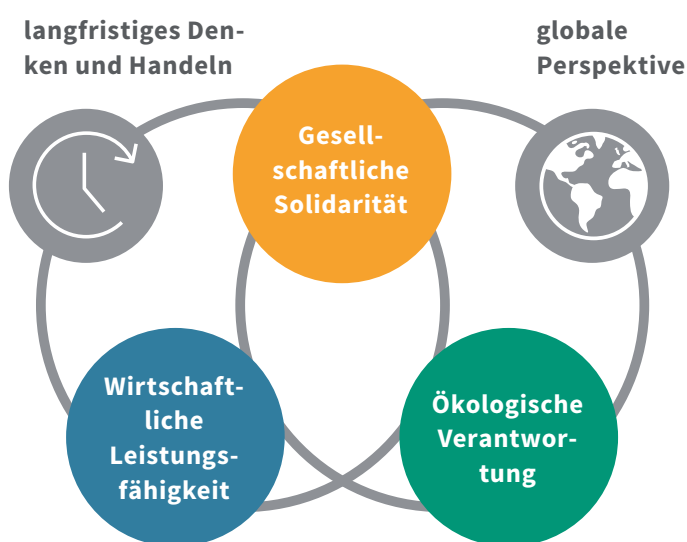 langfristiges Den-
ken und Handeln
globale
Perspektive
Gesell-
schaftliche
Solidarität
Wirtschaft-
liche
Leistungs-
fähigkeit
Ökologische
Verantwor-
tung